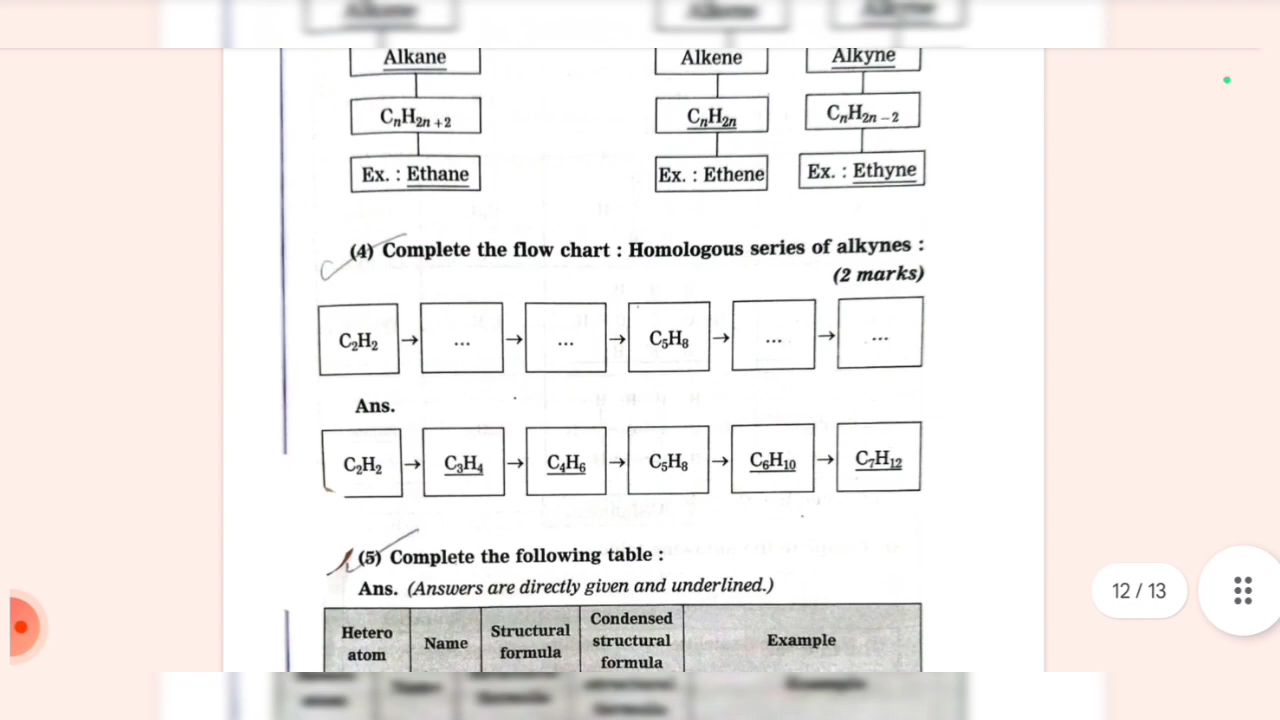 Alkane Alkene Alkyne
CₙH₂ₙ₊₂ CₙH₂ₙ CₙH₂ₙ₋₂
Ex. : Ethane Ex. : Ethene Ex. : Ethyne
(4) Complete the flow chart : Homologous series of alkynes :
(2 marks)
C₂H₂ → ... → ... → C₅H₈ → ... → ...
Ans.
C₂H₂ → C₃H₄ → C₄H₆ → C₅H₈ → C₆H₁₀ → C₇H₁₂
(5) Complete the following table :
Ans. (Answers are directly given and underlined.)
Hetero atom
Name
Structural formula
Condensed structural formula
Example
12 / 13